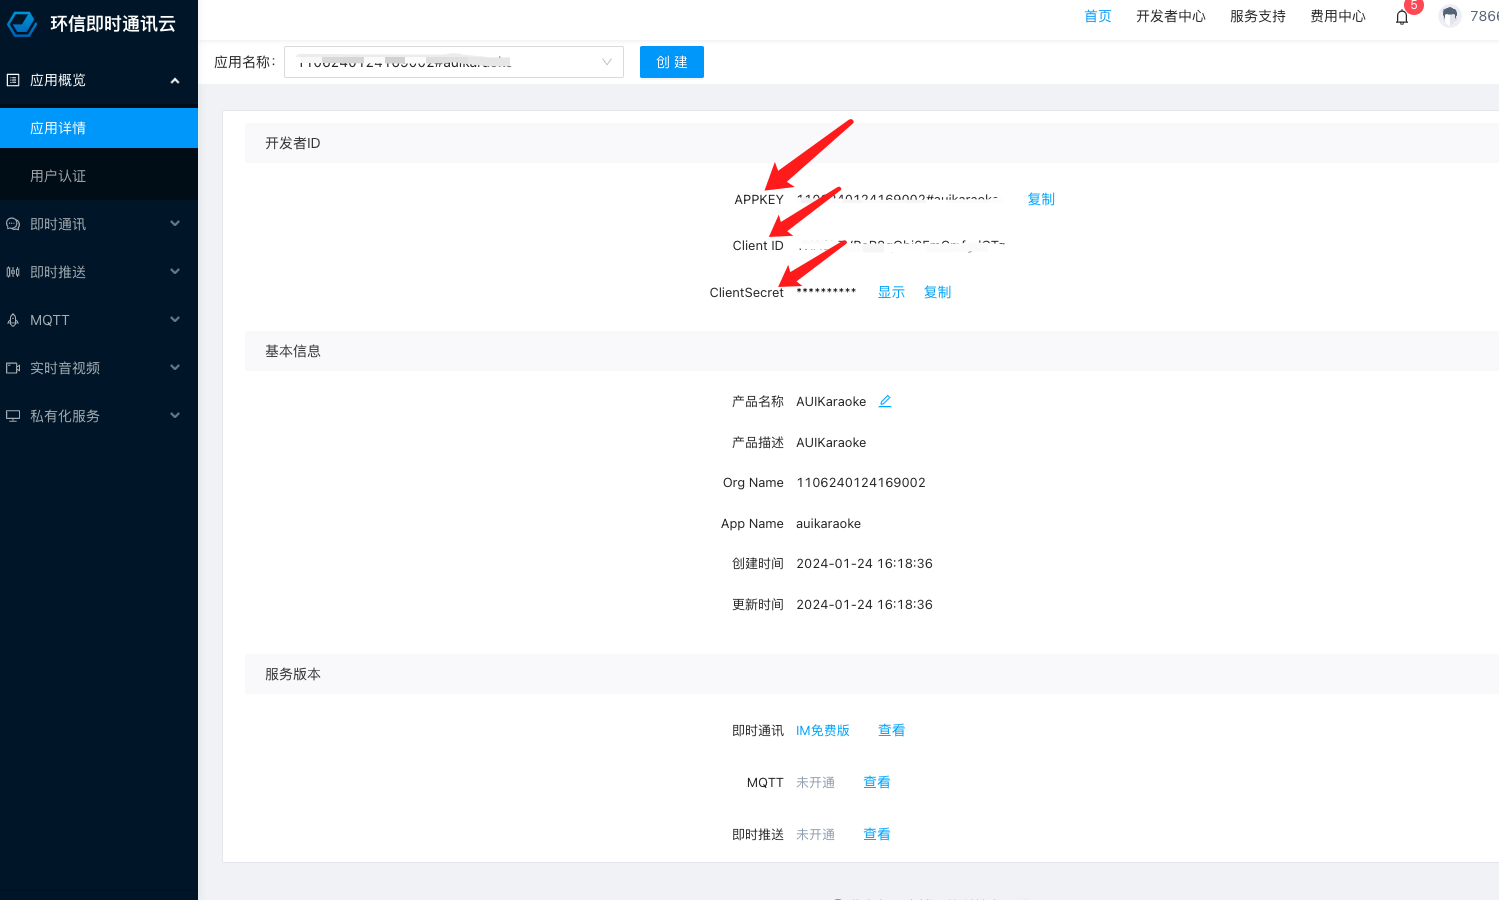 环信即时通讯云
首页 开发者中心 服务支持 费用中心 5 786
应用名称:
创 建
应用概览
应用详情
用户认证
即时通讯
即时推送
MQTT
实时音视频
私有化服务
开发者ID
APPKEY 复制
Client ID
ClientSecret ********** 显示 复制
基本信息
产品名称 AUIKaraoke
产品描述 AUIKaraoke
Org Name 1106240124169002
App Name auikaraoke
创建时间 2024-01-24 16:18:36
更新时间 2024-01-24 16:18:36
服务版本
即时通讯 IM免费版 查看
MQTT 未开通 查看
即时推送 未开通 查看